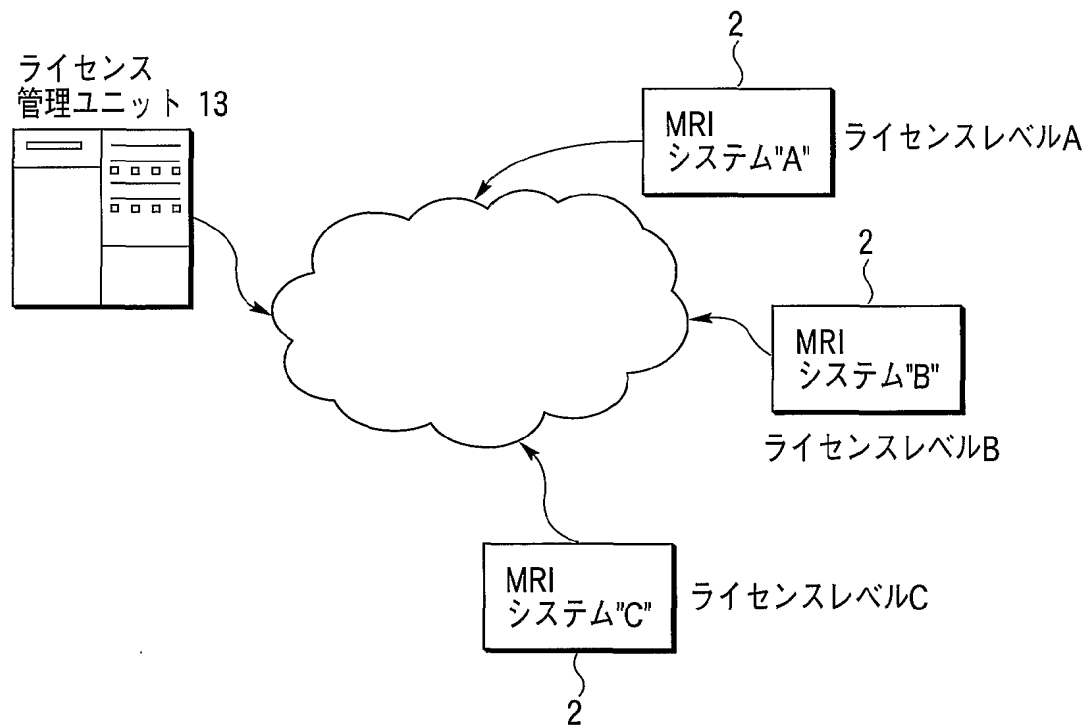 2
ライセンス
管理ユニット 13
MRI
システム"A"
ライセンスレベルA
2
MRI
システム"B"
ライセンスレベルB
MRI
システム"C"
ライセンスレベルC
2